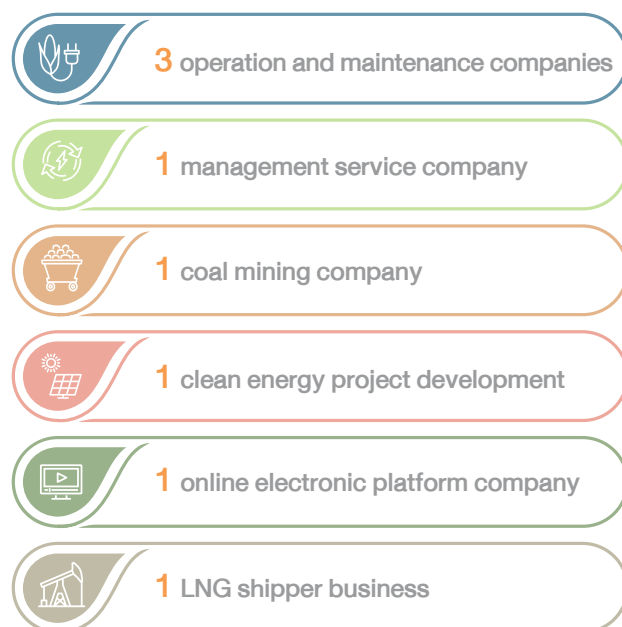 3 operation and maintenance companies
1 management service company
1 coal mining company
1 clean energy project development
1 online electronic platform company
1 LNG shipper business